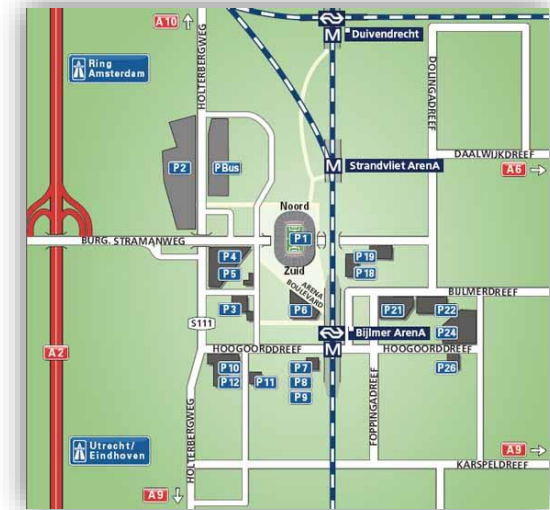 A10
Duivendrecht
M
Ring
Amsterdam
HOLTERBERGWEG
DOLINGADREEF
P2
PBus
M
Strandvliet ArenA
DAALWIJKDREEF
A6
Noord
P1
BURG. STRAMANWEG
P4
P5
Zuid
P19
P18
ARENA
BOULEVARD
BIJLMERDREEF
P3
P6
P21
P22
P24
S111
Bijlmer ArenA
M
A2
HOOGOORDDREEF
HOOGOORDDREEF
P10
P12
P11
P7
P8
P9
P26
FOPPINGADREEF
Utrecht/
Eindhoven
HOLTERBERGWEG
A9
KARSPELDREEF
A9